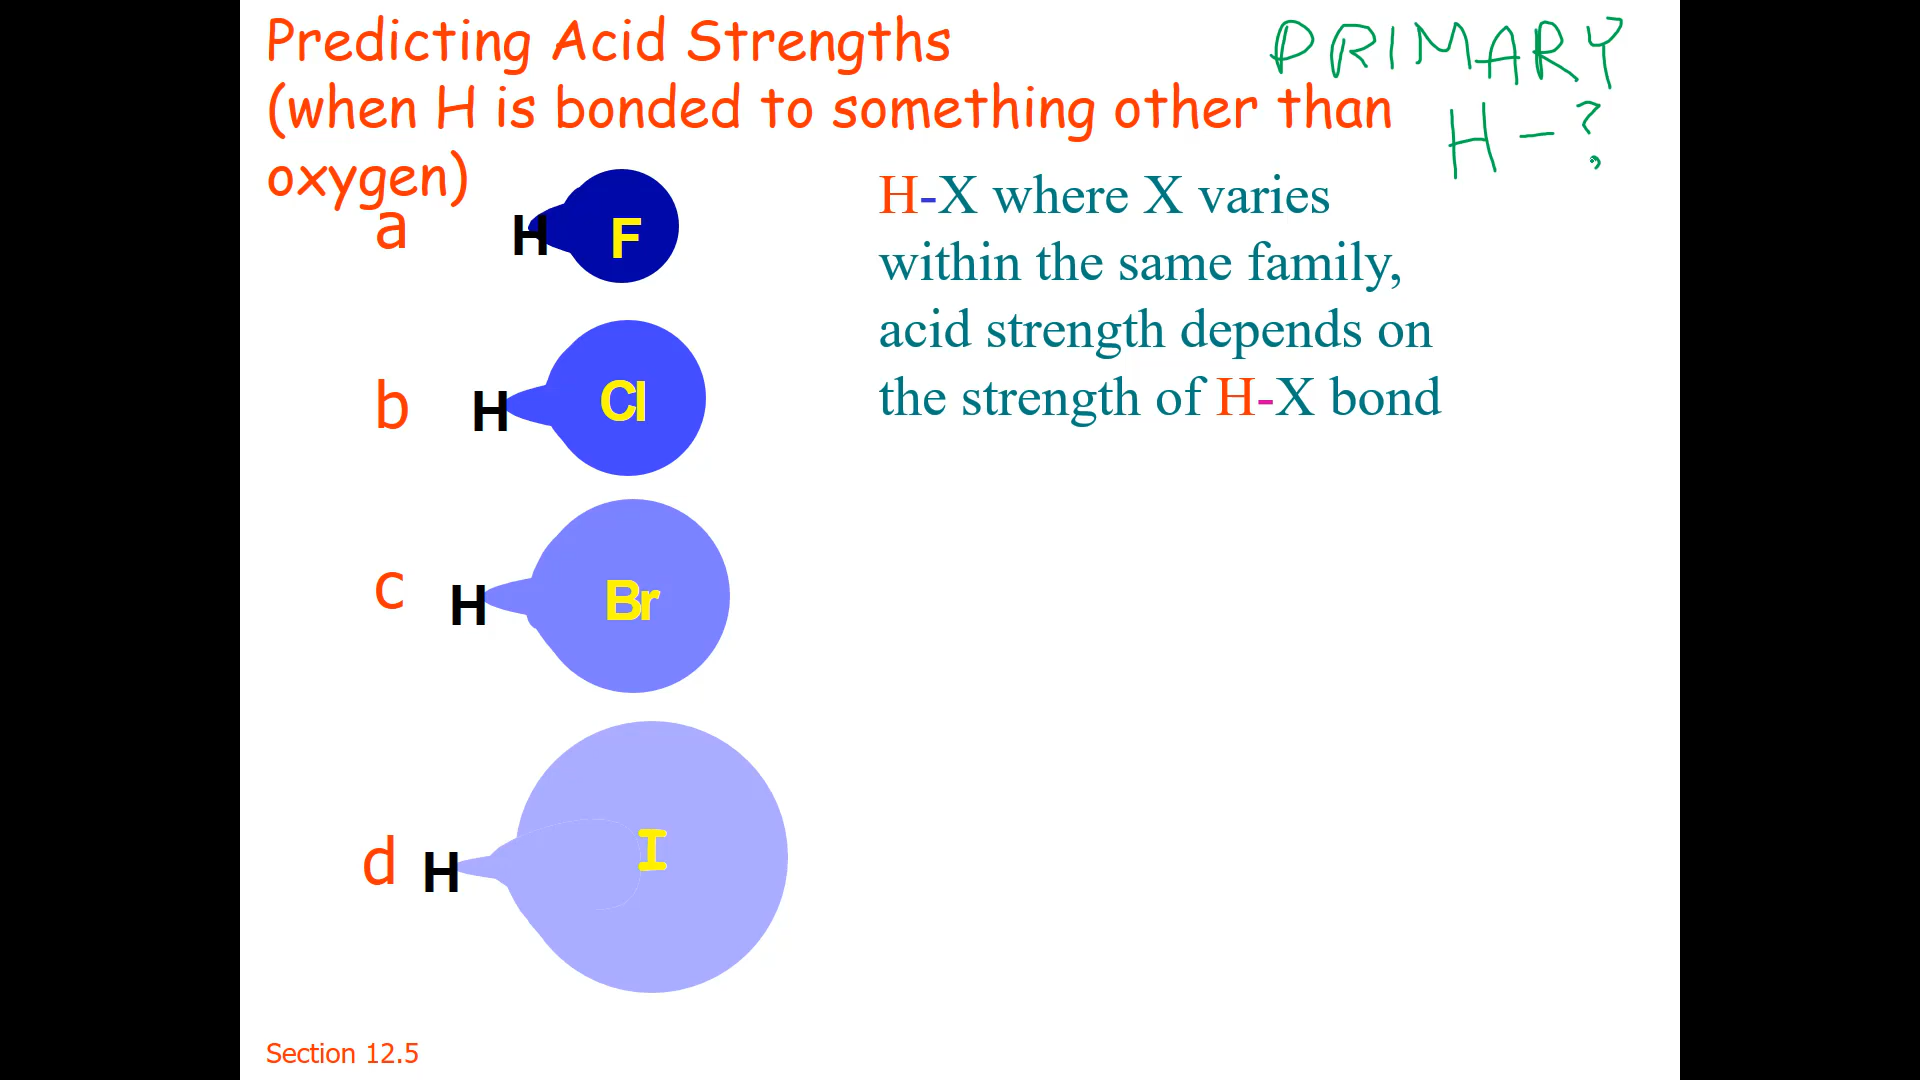 Predicting Acid Strengths
(when H is bonded to something other than
oxygen)
PRIMARY
H - ?
a
H F
b
H Cl
c
H Br
d
H I
H-X where X varies
within the same family,
acid strength depends on
the strength of H-X bond
Section 12.5